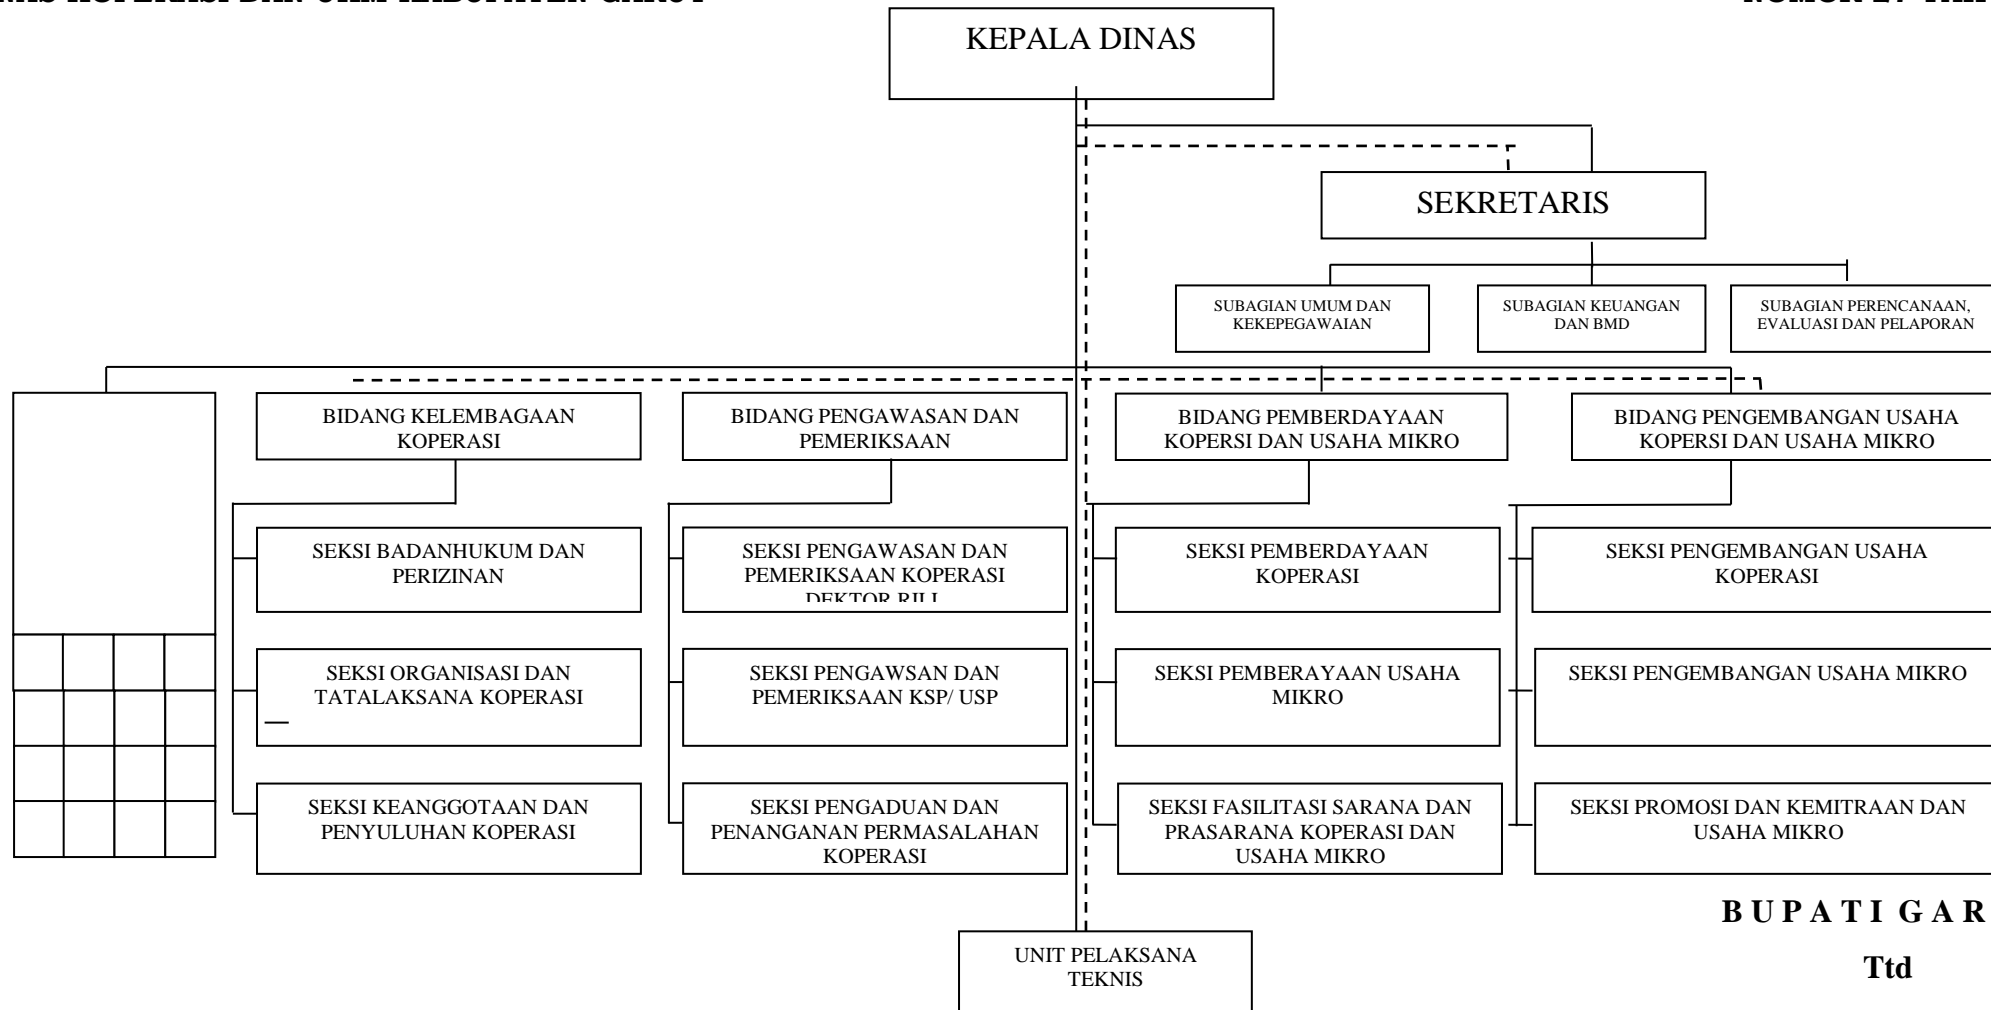 KEPALA DINAS
SEKRETARIS
SUBAGIAN UMUM DAN
KEKEPEGAWAIAN
SUBAGIAN KEUANGAN
DAN BMD
SUBAGIAN PERENCANAAN,
EVALUASI DAN PELAPORAN
BIDANG KELEMBAGAAN
KOPERASI
BIDANG PENGAWASAN DAN
PEMERIKSAAN
BIDANG PEMBERDAYAAN
KOPERSI DAN USAHA MIKRO
BIDANG PENGEMBANGAN USAHA
KOPERSI DAN USAHA MIKRO
SEKSI BADANHUKUM DAN
PERIZINAN
SEKSI PENGAWASAN DAN
PEMERIKSAAN KOPERASI
DEKTOR RILL
SEKSI PEMBERDAYAAN
KOPERASI
SEKSI PENGEMBANGAN USAHA
KOPERASI
SEKSI ORGANISASI DAN
TATALAKSANA KOPERASI
SEKSI PENGAWSAN DAN
PEMERIKSAAN KSP/ USP
SEKSI PEMBERAYAAN USAHA
MIKRO
SEKSI PENGEMBANGAN USAHA MIKRO
SEKSI KEANGGOTAAN DAN
PENYULUHAN KOPERASI
SEKSI PENGADUAN DAN
PENANGANAN PERMASALAHAN
KOPERASI
SEKSI FASILITASI SARANA DAN
PRASARANA KOPERASI DAN
USAHA MIKRO
SEKSI PROMOSI DAN KEMITRAAN DAN
USAHA MIKRO
UNIT PELAKSANA
TEKNIS
B U P A T I G A R
Ttd